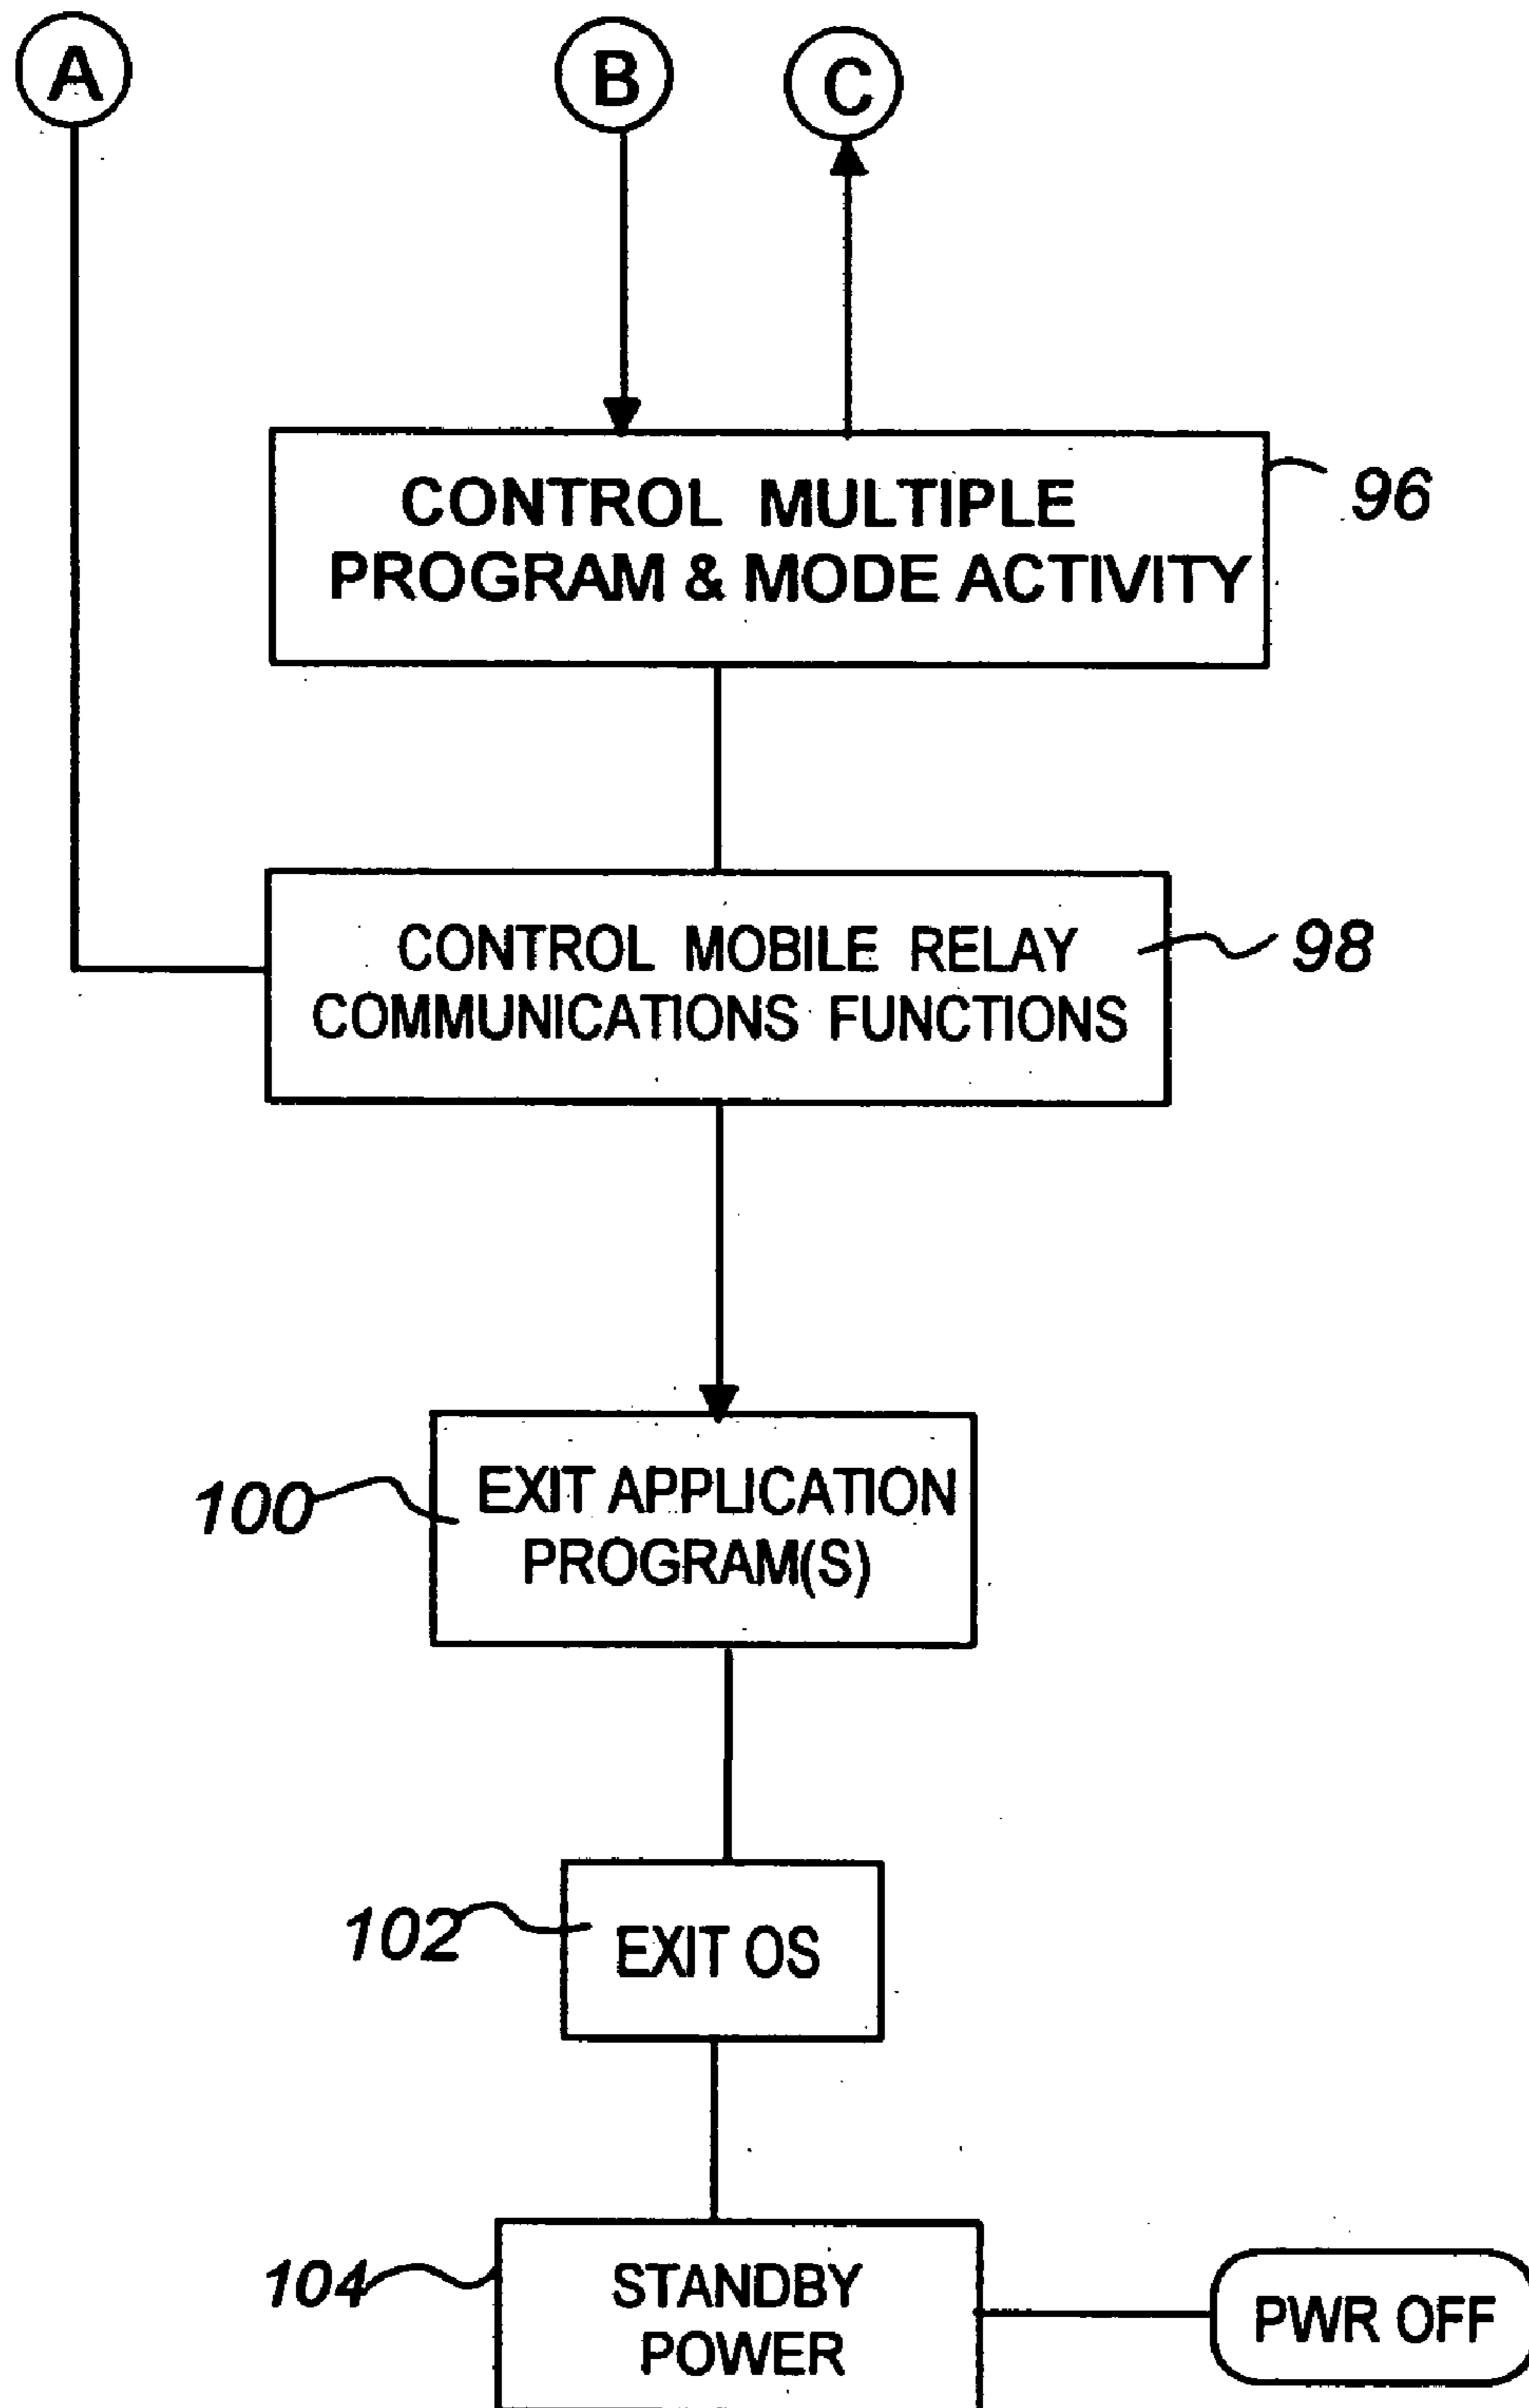 A
B
C
CONTROL MULTIPLE
PROGRAM & MODE ACTIVITY
96
CONTROL MOBILE RELAY
COMMUNICATIONS FUNCTIONS
98
100
EXIT APPLICATION
PROGRAM(S)
102
EXIT OS
104
STANDBY
POWER
PWR OFF